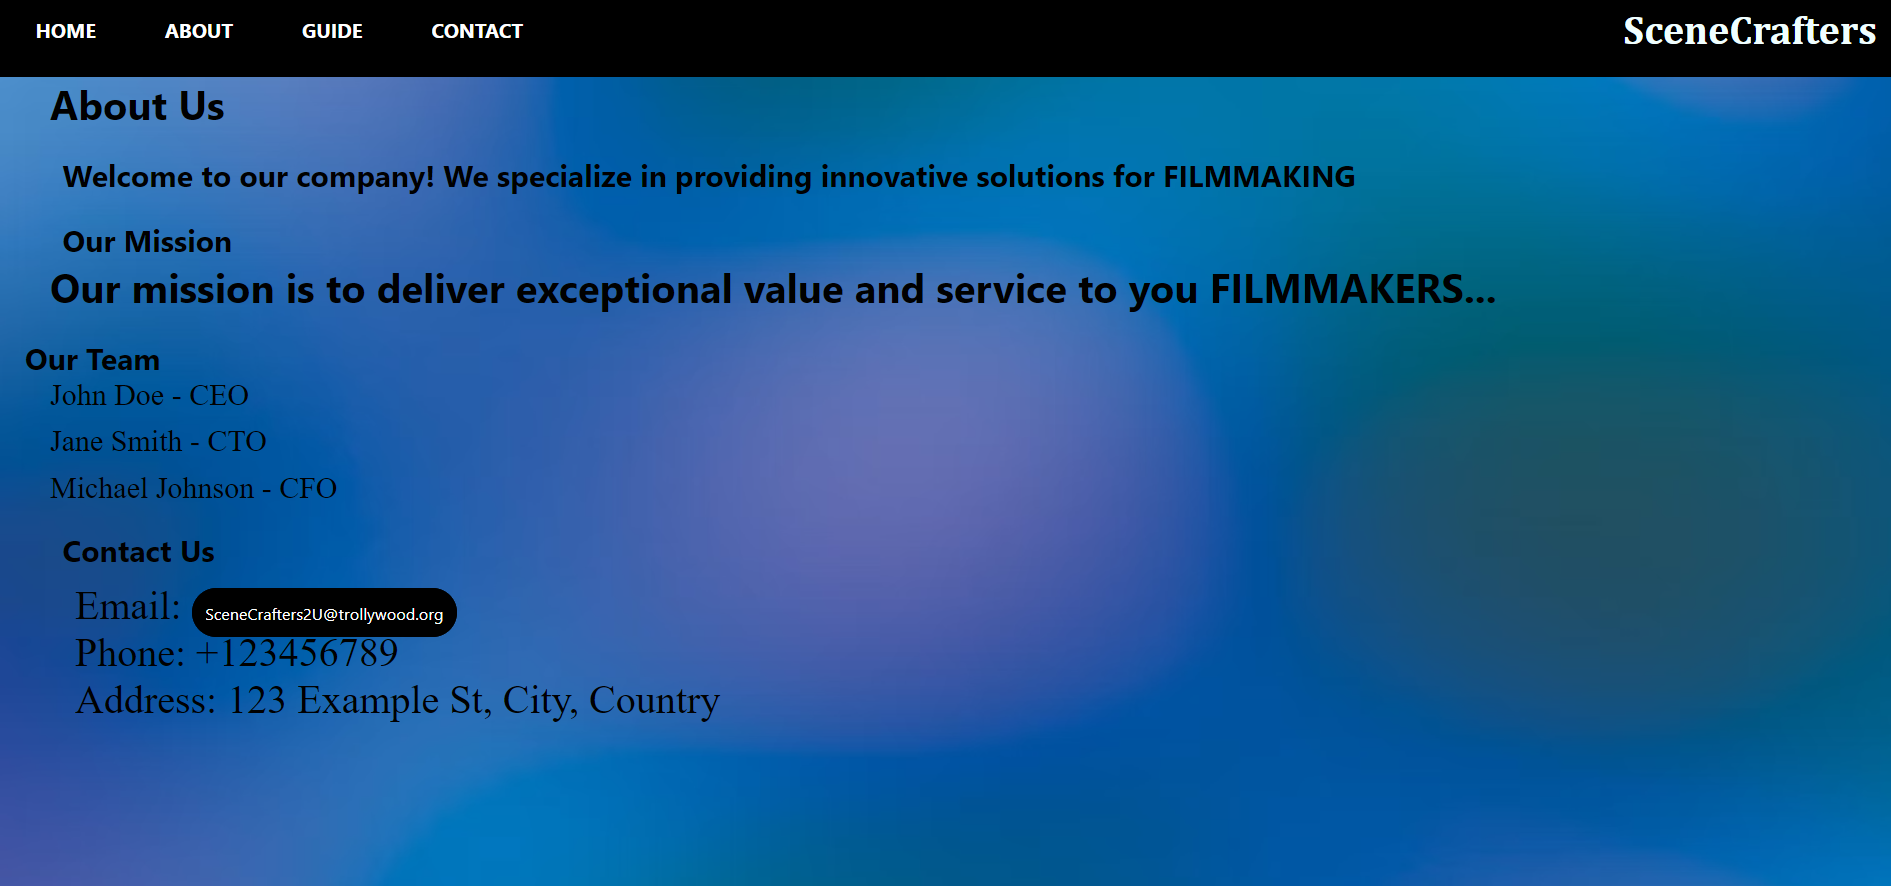 HOME ABOUT GUIDE CONTACT SceneCrafters
About Us
Welcome to our company! We specialize in providing innovative solutions for FILMMAKING
Our Mission
Our mission is to deliver exceptional value and service to you FILMMAKERS...
Our Team
John Doe - CEO
Jane Smith - CTO
Michael Johnson - CFO
Contact Us
Email: SceneCrafters2U@trollywood.org
Phone: +123456789
Address: 123 Example St, City, Country